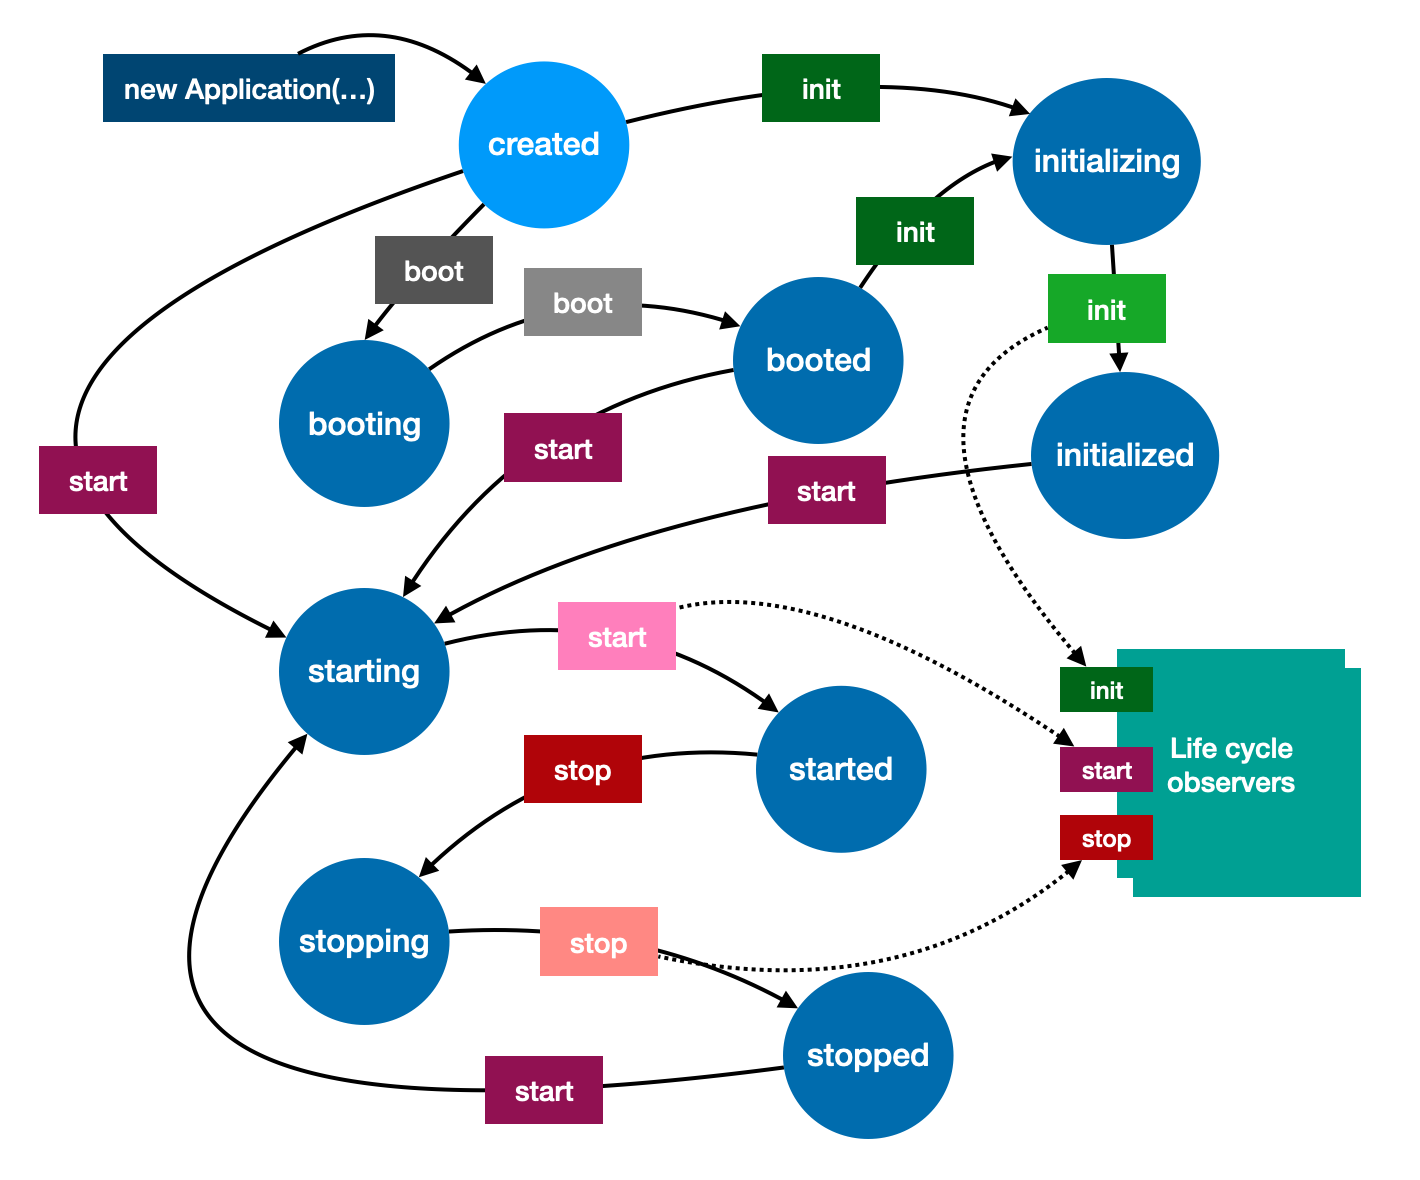 new Application(...)
init
created
initializing
init
boot
boot
init
booted
booting
start
initialized
start
start
start
starting
init
Life cycle
observers
start
stop
started
stop
stop
stopping
stopped
start